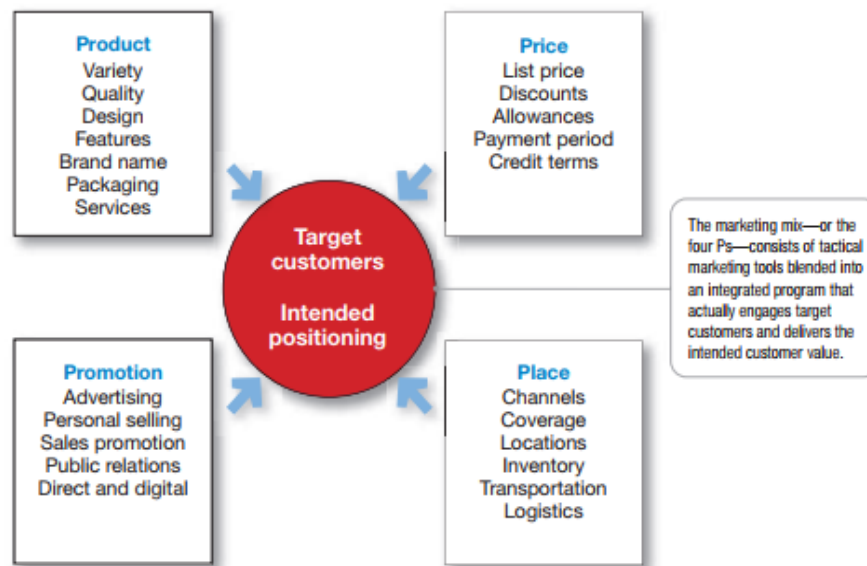 Product
Variety
Quality
Design
Features
Brand name
Packaging
Services
Price
List price
Discounts
Allowances
Payment period
Credit terms
Target
customers
Intended
positioning
The marketing mix—or the
four Ps—consists of tactical
marketing tools blended into
an integrated program that
actually engages target
customers and delivers the
intended customer value.
Promotion
Advertising
Personal selling
Sales promotion
Public relations
Direct and digital
Place
Channels
Coverage
Locations
Inventory
Transportation
Logistics